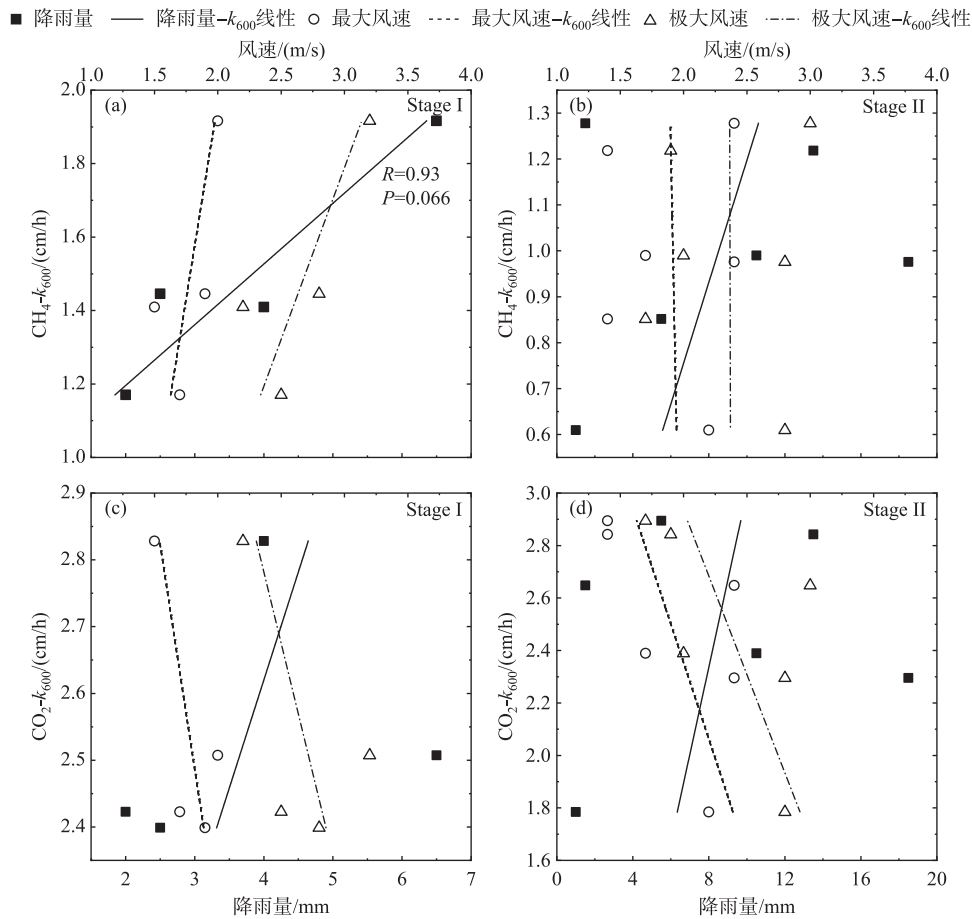 降雨量 降雨量–k600线性 最大风速 最大风速–k600线性 极大风速 极大风速–k600线性
风速/(m/s) 风速/(m/s)
1.0 1.5 2.0 2.5 3.0 3.5 4.0 1.0 1.5 2.0 2.5 3.0 3.5 4.0
(a) Stage I
R=0.93
P=0.066
CH4-k600/(cm/h)
2.0
1.8
1.6
1.4
1.2
1.0
(b) Stage II
CH4-k600/(cm/h)
1.3
1.2
1.1
1.0
0.9
0.8
0.7
0.6
(c) Stage I
CO2-k600/(cm/h)
2.9
2.8
2.7
2.6
2.5
2.4
2 3 4 5 6 7
降雨量/mm
(d) Stage II
CO2-k600/(cm/h)
3.0
2.8
2.6
2.4
2.2
2.0
1.8
1.6
0 4 8 12 16 20
降雨量/mm